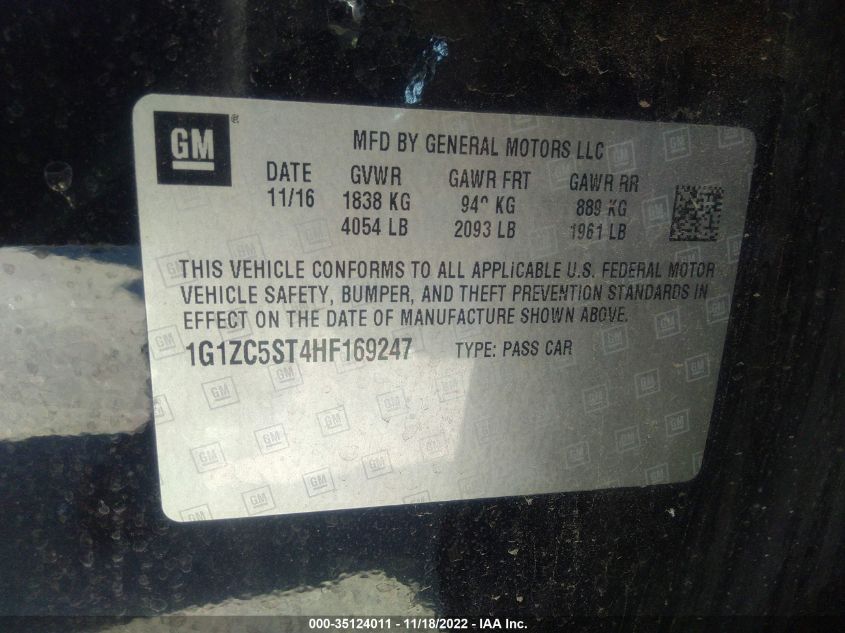 GM
MFD BY GENERAL MOTORS LLC
DATE GVWR GAWR FRT GAWR RR
11/16 1838 KG KG 889 KG
4054 LB 2093 LB 1961 LB
THIS VEHICLE CONFORMS TO ALL APPLICABLE U.S. FEDERAL MOTOR
VEHICLE SAFETY, BUMPER, AND THEFT PREVENTION STANDARDS IN
EFFECT ON THE DATE OF MANUFACTURE SHOWN ABOVE.
1G1ZC5ST4HF169247 TYPE: PASS CAR
000-35124011 - 11/18/2022 - IAA Inc.